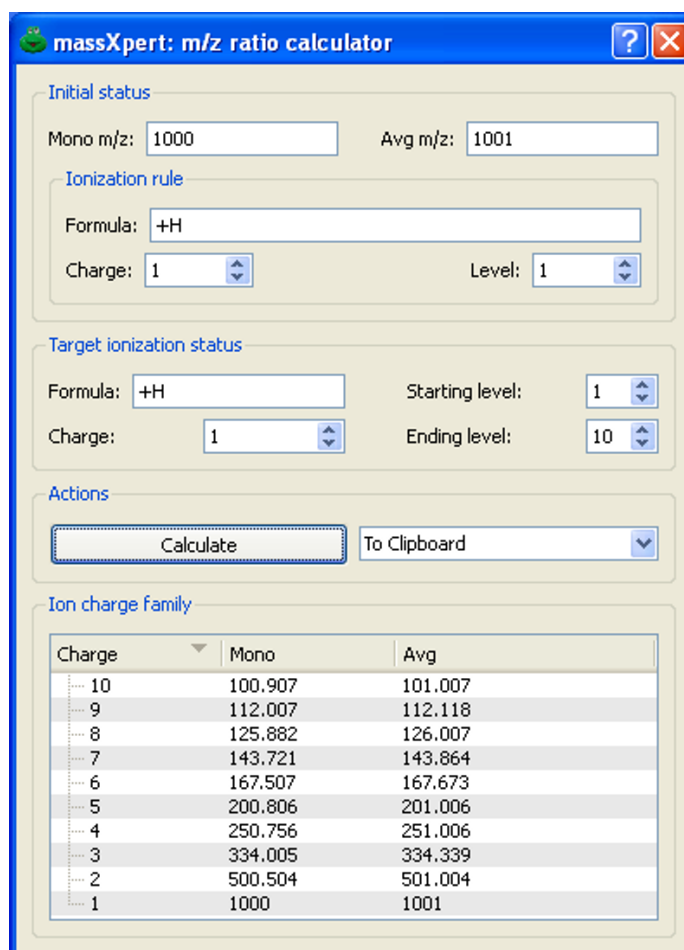 massXpert: m/z ratio calculator
Initial status
Mono m/z: 1000 Avg m/z: 1001
Ionization rule
Formula: +H
Charge: 1 Level: 1
Target ionization status
Formula: +H Starting level: 1
Charge: 1 Ending level: 10
Actions
Calculate To Clipboard
Ion charge family
Charge Mono Avg
10 100.907 101.007
9 112.007 112.118
8 125.882 126.007
7 143.721 143.864
6 167.507 167.673
5 200.806 201.006
4 250.756 251.006
3 334.005 334.339
2 500.504 501.004
1 1000 1001